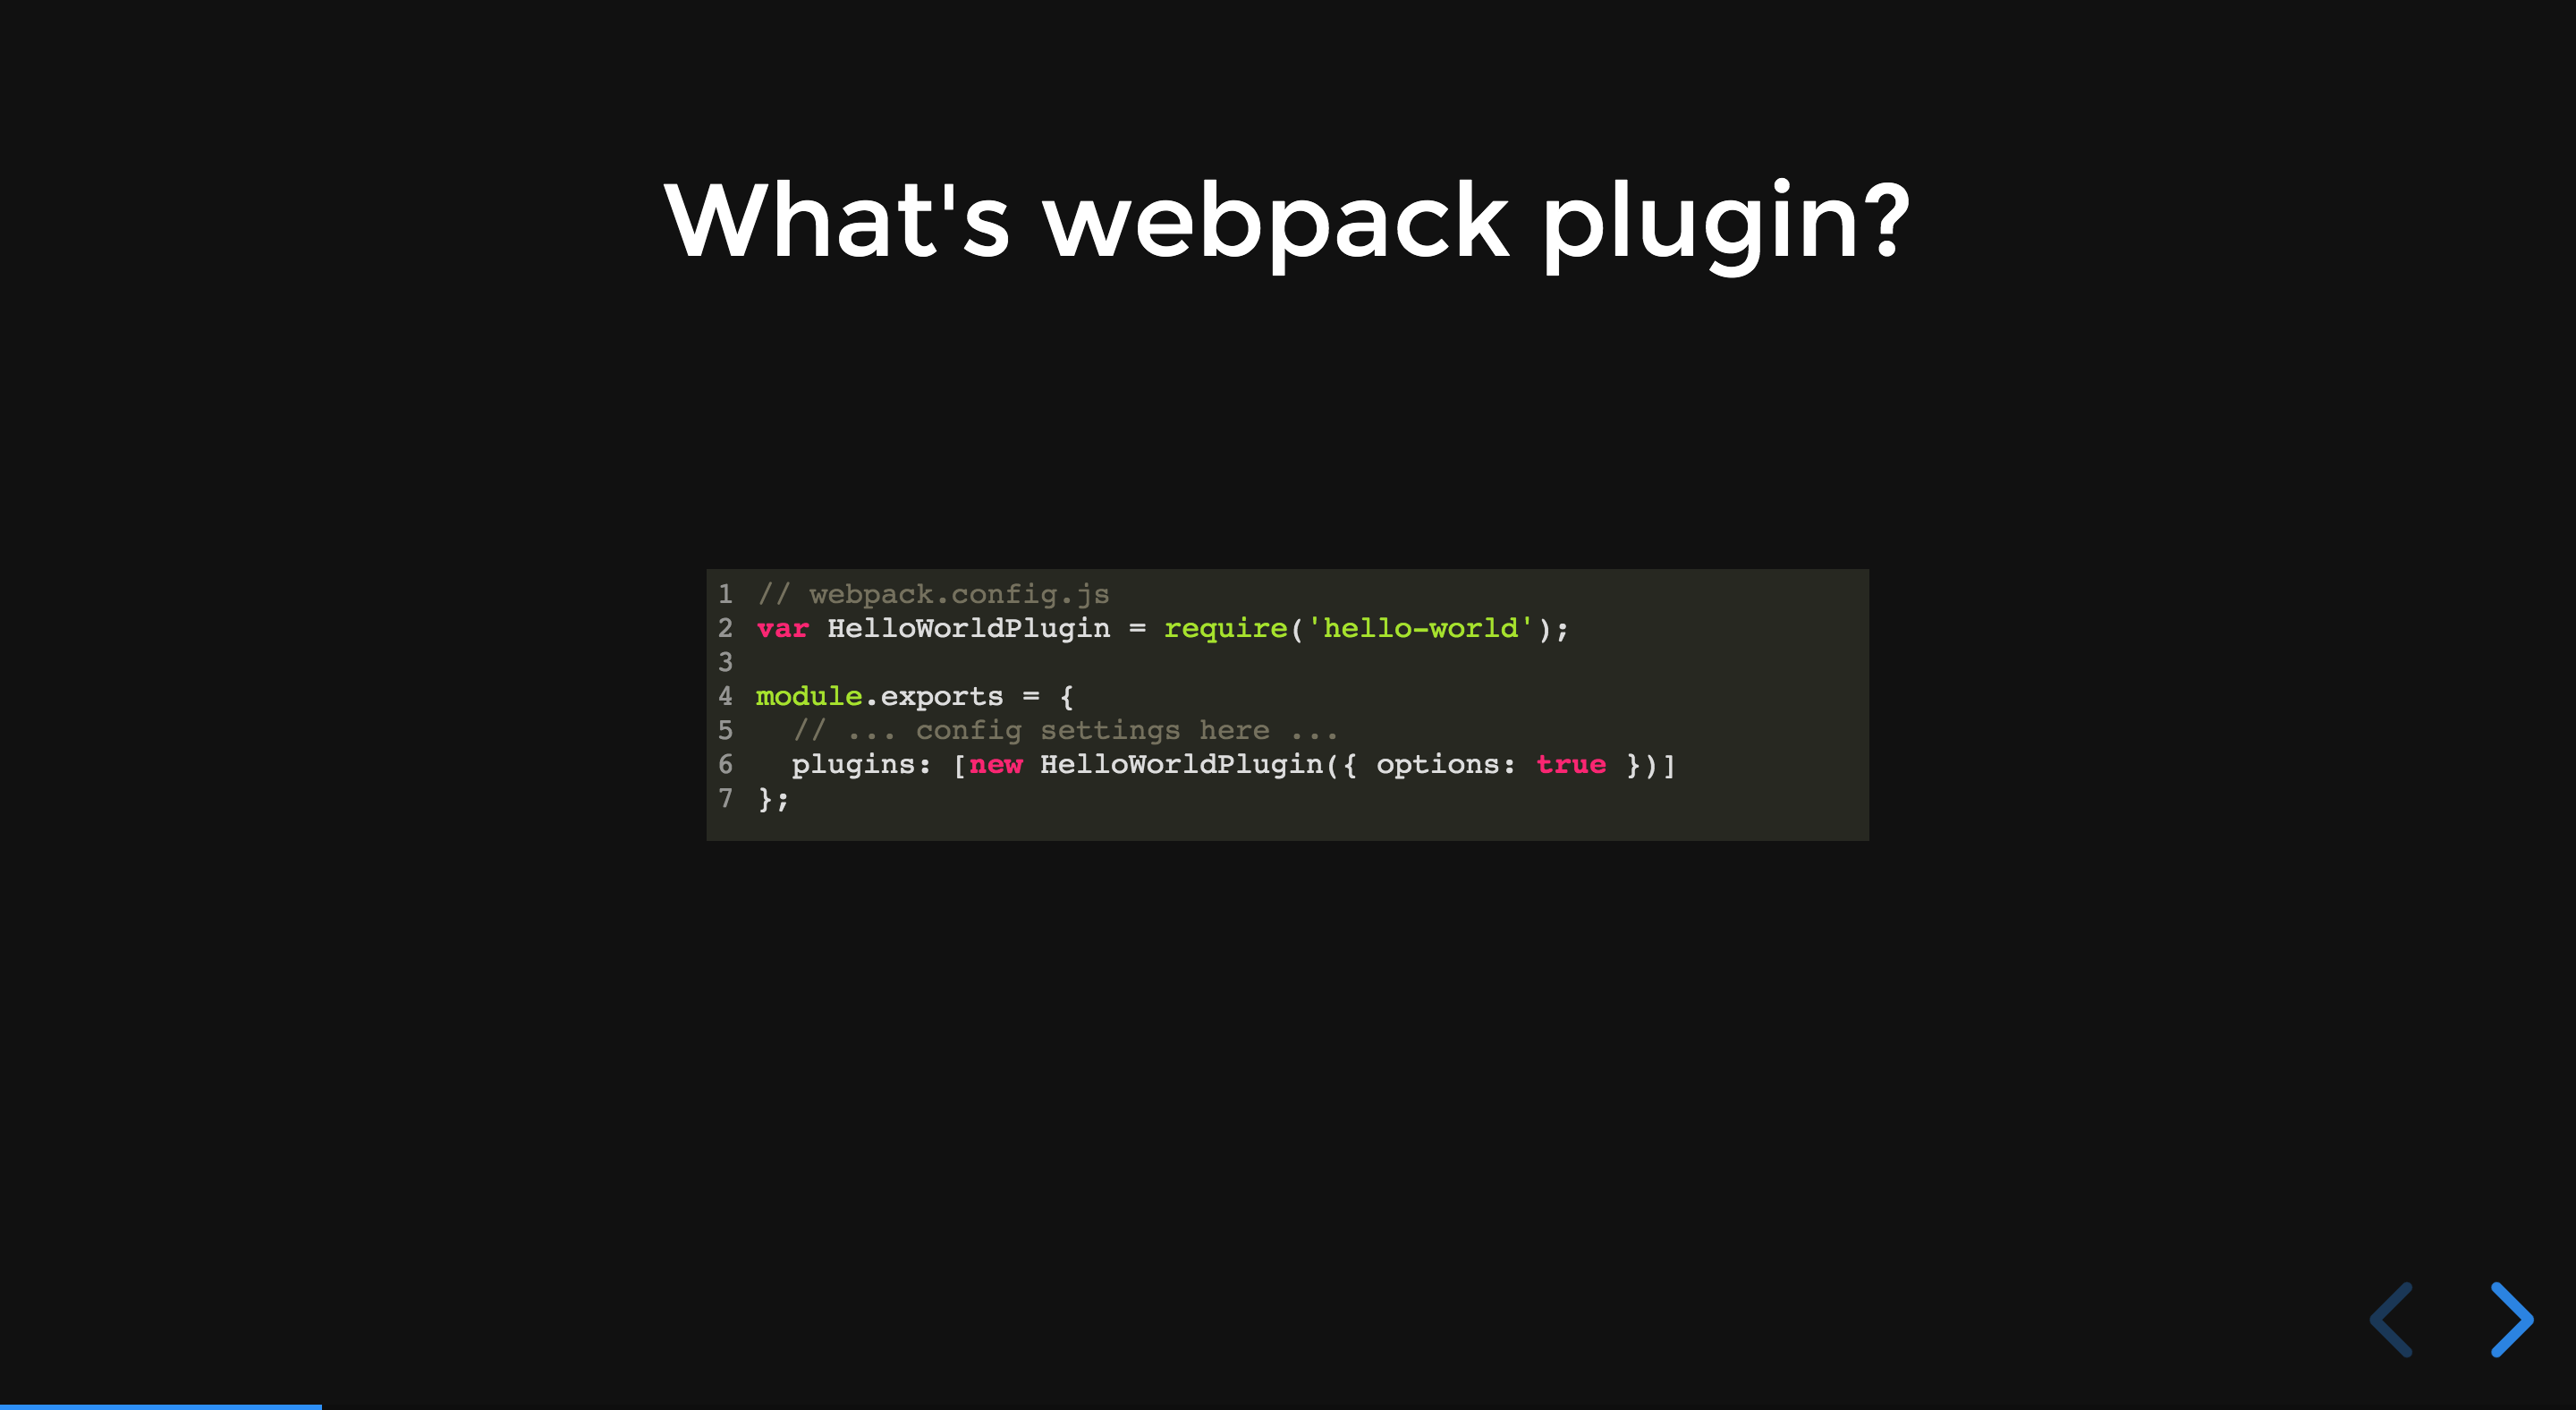 What's webpack plugin?
1 // webpack.config.js
2 var HelloWorldPlugin = require('hello-world');
3
4 module.exports = {
5   // ... config settings here ...
6   plugins: [new HelloWorldPlugin({ options: true })]
7 };